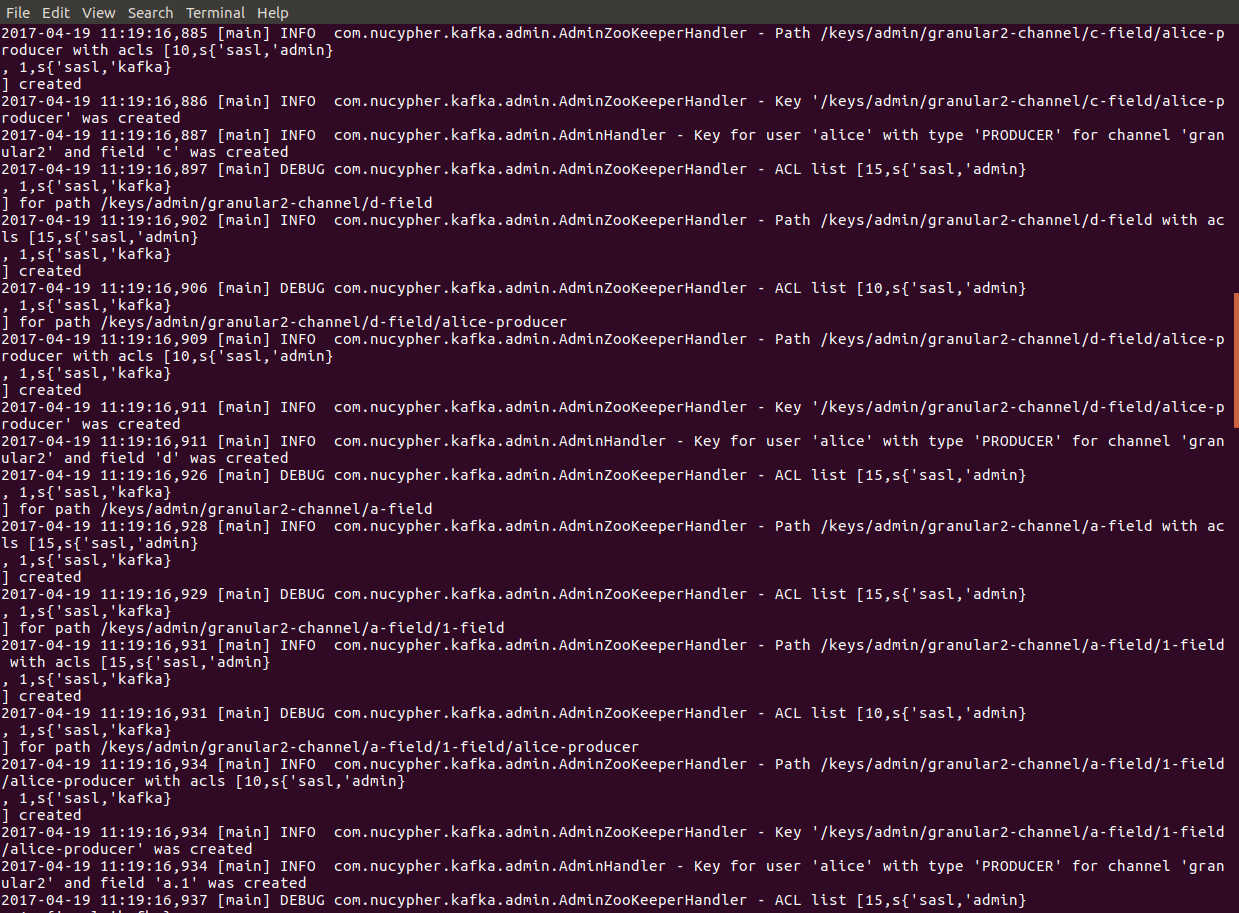 File Edit View Search Terminal Help
2017-04-19 11:19:16,885 [main] INFO  com.nucypher.kafka.admin.AdminZooKeeperHandler - Path /keys/admin/granular2-channel/c-field/alice-p
roducer with acls [10,s{'sasl,'admin}
, 1,s{'sasl,'kafka}
] created
2017-04-19 11:19:16,886 [main] INFO  com.nucypher.kafka.admin.AdminZooKeeperHandler - Key '/keys/admin/granular2-channel/c-field/alice-p
roducer' was created
2017-04-19 11:19:16,887 [main] INFO  com.nucypher.kafka.admin.AdminHandler - Key for user 'alice' with type 'PRODUCER' for channel 'gran
ular2' and field 'c' was created
2017-04-19 11:19:16,897 [main] DEBUG com.nucypher.kafka.admin.AdminZooKeeperHandler - ACL list [15,s{'sasl,'admin}
, 1,s{'sasl,'kafka}
] for path /keys/admin/granular2-channel/d-field
2017-04-19 11:19:16,902 [main] INFO  com.nucypher.kafka.admin.AdminZooKeeperHandler - Path /keys/admin/granular2-channel/d-field with ac
ls [15,s{'sasl,'admin}
, 1,s{'sasl,'kafka}
] created
2017-04-19 11:19:16,906 [main] DEBUG com.nucypher.kafka.admin.AdminZooKeeperHandler - ACL list [10,s{'sasl,'admin}
, 1,s{'sasl,'kafka}
] for path /keys/admin/granular2-channel/d-field/alice-producer
2017-04-19 11:19:16,909 [main] INFO  com.nucypher.kafka.admin.AdminZooKeeperHandler - Path /keys/admin/granular2-channel/d-field/alice-p
roducer with acls [10,s{'sasl,'admin}
, 1,s{'sasl,'kafka}
] created
2017-04-19 11:19:16,911 [main] INFO  com.nucypher.kafka.admin.AdminZooKeeperHandler - Key '/keys/admin/granular2-channel/d-field/alice-p
roducer' was created
2017-04-19 11:19:16,911 [main] INFO  com.nucypher.kafka.admin.AdminHandler - Key for user 'alice' with type 'PRODUCER' for channel 'gran
ular2' and field 'd' was created
2017-04-19 11:19:16,926 [main] DEBUG com.nucypher.kafka.admin.AdminZooKeeperHandler - ACL list [15,s{'sasl,'admin}
, 1,s{'sasl,'kafka}
] for path /keys/admin/granular2-channel/a-field
2017-04-19 11:19:16,928 [main] INFO  com.nucypher.kafka.admin.AdminZooKeeperHandler - Path /keys/admin/granular2-channel/a-field with ac
ls [15,s{'sasl,'admin}
, 1,s{'sasl,'kafka}
] created
2017-04-19 11:19:16,929 [main] DEBUG com.nucypher.kafka.admin.AdminZooKeeperHandler - ACL list [15,s{'sasl,'admin}
, 1,s{'sasl,'kafka}
] for path /keys/admin/granular2-channel/a-field/1-field
2017-04-19 11:19:16,931 [main] INFO  com.nucypher.kafka.admin.AdminZooKeeperHandler - Path /keys/admin/granular2-channel/a-field/1-field
 with acls [15,s{'sasl,'admin}
, 1,s{'sasl,'kafka}
] created
2017-04-19 11:19:16,931 [main] DEBUG com.nucypher.kafka.admin.AdminZooKeeperHandler - ACL list [10,s{'sasl,'admin}
, 1,s{'sasl,'kafka}
] for path /keys/admin/granular2-channel/a-field/1-field/alice-producer
2017-04-19 11:19:16,934 [main] INFO  com.nucypher.kafka.admin.AdminZooKeeperHandler - Path /keys/admin/granular2-channel/a-field/1-field
/alice-producer with acls [10,s{'sasl,'admin}
, 1,s{'sasl,'kafka}
] created
2017-04-19 11:19:16,934 [main] INFO  com.nucypher.kafka.admin.AdminZooKeeperHandler - Key '/keys/admin/granular2-channel/a-field/1-field
/alice-producer' was created
2017-04-19 11:19:16,934 [main] INFO  com.nucypher.kafka.admin.AdminHandler - Key for user 'alice' with type 'PRODUCER' for channel 'gran
ular2' and field 'a.1' was created
2017-04-19 11:19:16,937 [main] DEBUG com.nucypher.kafka.admin.AdminZooKeeperHandler - ACL list [15,s{'sasl,'admin}